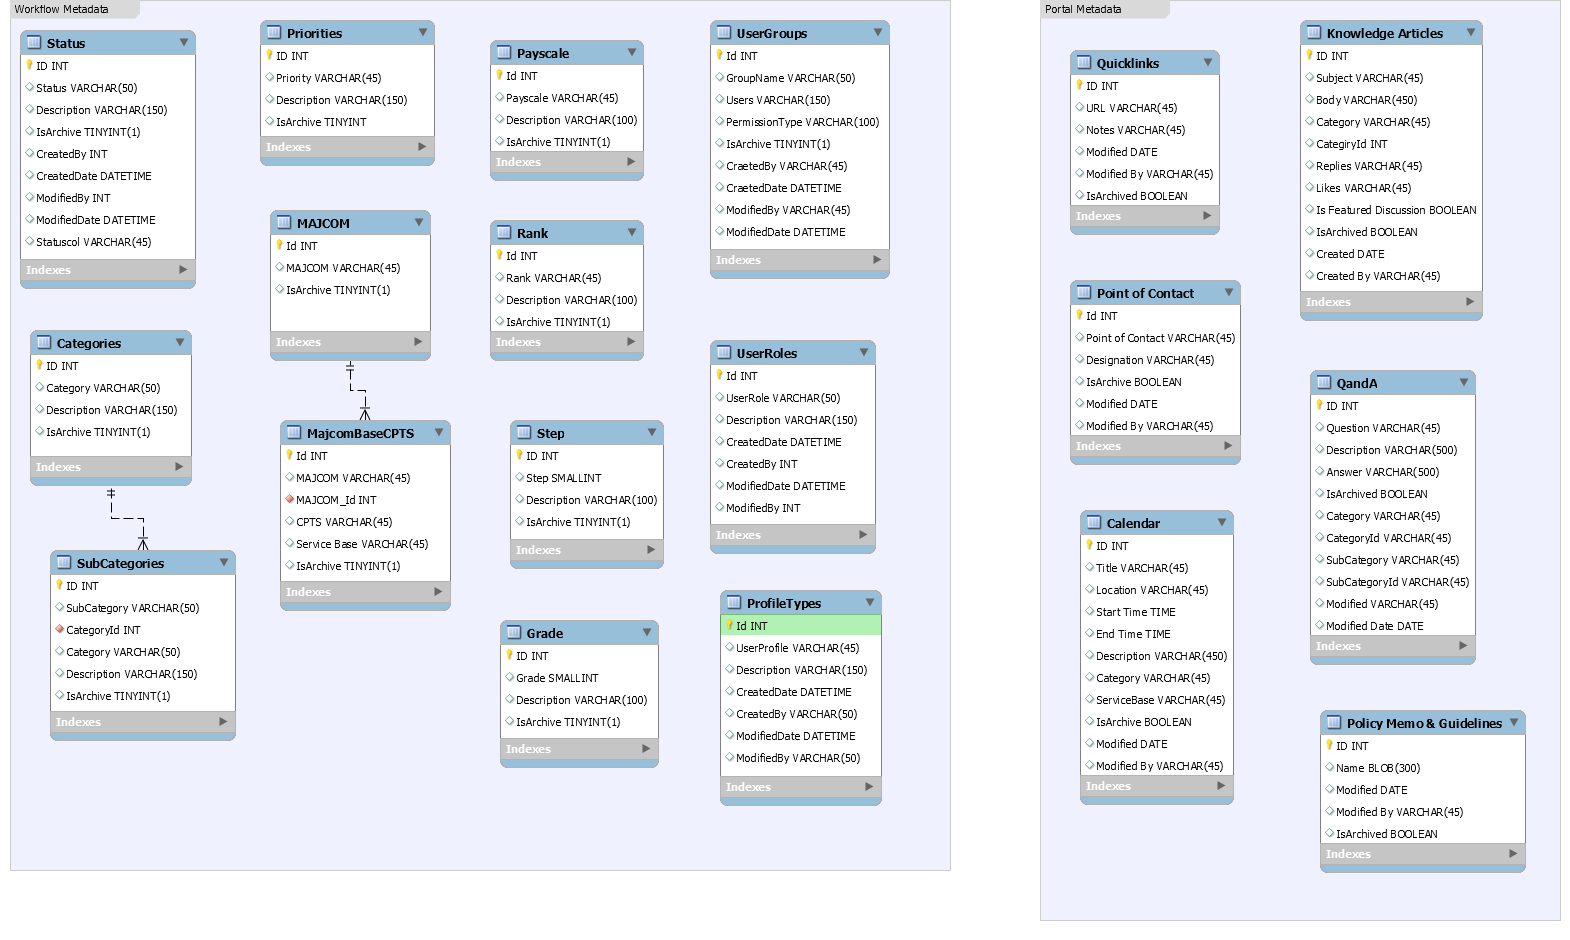 Workflow Metadata
Status
ID INT
Status VARCHAR(50)
Description VARCHAR(150)
IsArchive TINYINT(1)
CreatedBy INT
CreatedDate DATETIME
ModifiedBy INT
ModifiedDate DATETIME
Statuscol VARCHAR(45)
Indexes
Categories
ID INT
Category VARCHAR(50)
Description VARCHAR(150)
IsArchive TINYINT(1)
Indexes
SubCategories
ID INT
SubCategory VARCHAR(50)
CategoryId INT
Category VARCHAR(50)
Description VARCHAR(150)
IsArchive TINYINT(1)
Indexes
Priorities
ID INT
Priority VARCHAR(45)
Description VARCHAR(150)
IsArchive TINYINT
Indexes
MAJCOM
Id INT
MAJCOM VARCHAR(45)
IsArchive TINYINT(1)
Indexes
MajcomBaseCPTS
Id INT
MAJCOM VARCHAR(45)
MAJCOM_Id INT
CPTS VARCHAR(45)
Service Base VARCHAR(45)
IsArchive TINYINT(1)
Indexes
Payscale
Id INT
Payscale VARCHAR(45)
Description VARCHAR(100)
IsArchive TINYINT(1)
Indexes
Rank
Id INT
Rank VARCHAR(45)
Description VARCHAR(100)
IsArchive TINYINT(1)
Indexes
Step
ID INT
Step SMALLINT
Description VARCHAR(100)
IsArchive TINYINT(1)
Indexes
Grade
ID INT
Grade SMALLINT
Description VARCHAR(100)
IsArchive TINYINT(1)
Indexes
UserGroups
Id INT
GroupName VARCHAR(50)
Users VARCHAR(150)
PermissionType VARCHAR(100)
IsArchive TINYINT(1)
CraetedBy VARCHAR(45)
CraetedDate DATETIME
ModifiedBy VARCHAR(45)
ModifiedDate DATETIME
Indexes
UserRoles
Id INT
UserRole VARCHAR(50)
Description VARCHAR(150)
CreatedDate DATETIME
CreatedBy INT
ModifiedDate DATETIME
ModifiedBy INT
Indexes
ProfileTypes
Id INT
UserProfile VARCHAR(45)
Description VARCHAR(150)
CreatedDate DATETIME
CreatedBy VARCHAR(50)
ModifiedDate DATETIME
ModifiedBy VARCHAR(50)
Indexes
Portal Metadata
Quicklinks
ID INT
URL VARCHAR(45)
Notes VARCHAR(45)
Modified DATE
Modified By VARCHAR(45)
IsArchived BOOLEAN
Indexes
Point of Contact
Id INT
Point of Contact VARCHAR(45)
Designation VARCHAR(45)
IsArchive BOOLEAN
Modified DATE
Modified By VARCHAR(45)
Indexes
Calendar
ID INT
Title VARCHAR(45)
Location VARCHAR(45)
Start Time TIME
End Time TIME
Description VARCHAR(450)
Category VARCHAR(45)
ServiceBase VARCHAR(45)
IsArchive BOOLEAN
Modified DATE
Modified By VARCHAR(45)
Indexes
Knowledge Articles
ID INT
Subject VARCHAR(45)
Body VARCHAR(450)
Category VARCHAR(45)
CategiryId INT
Replies VARCHAR(45)
Likes VARCHAR(45)
Is Featured Discussion BOOLEAN
IsArchived BOOLEAN
Created DATE
Created By VARCHAR(45)
Indexes
QandA
ID INT
Question VARCHAR(45)
Description VARCHAR(500)
Answer VARCHAR(500)
IsArchived BOOLEAN
Category VARCHAR(45)
CategoryId VARCHAR(45)
SubCategory VARCHAR(45)
SubCategoryId VARCHAR(45)
Modified VARCHAR(45)
Modified Date DATE
Indexes
Policy Memo & Guidelines
ID INT
Name BLOB(300)
Modified DATE
Modified By VARCHAR(45)
IsArchived BOOLEAN
Indexes